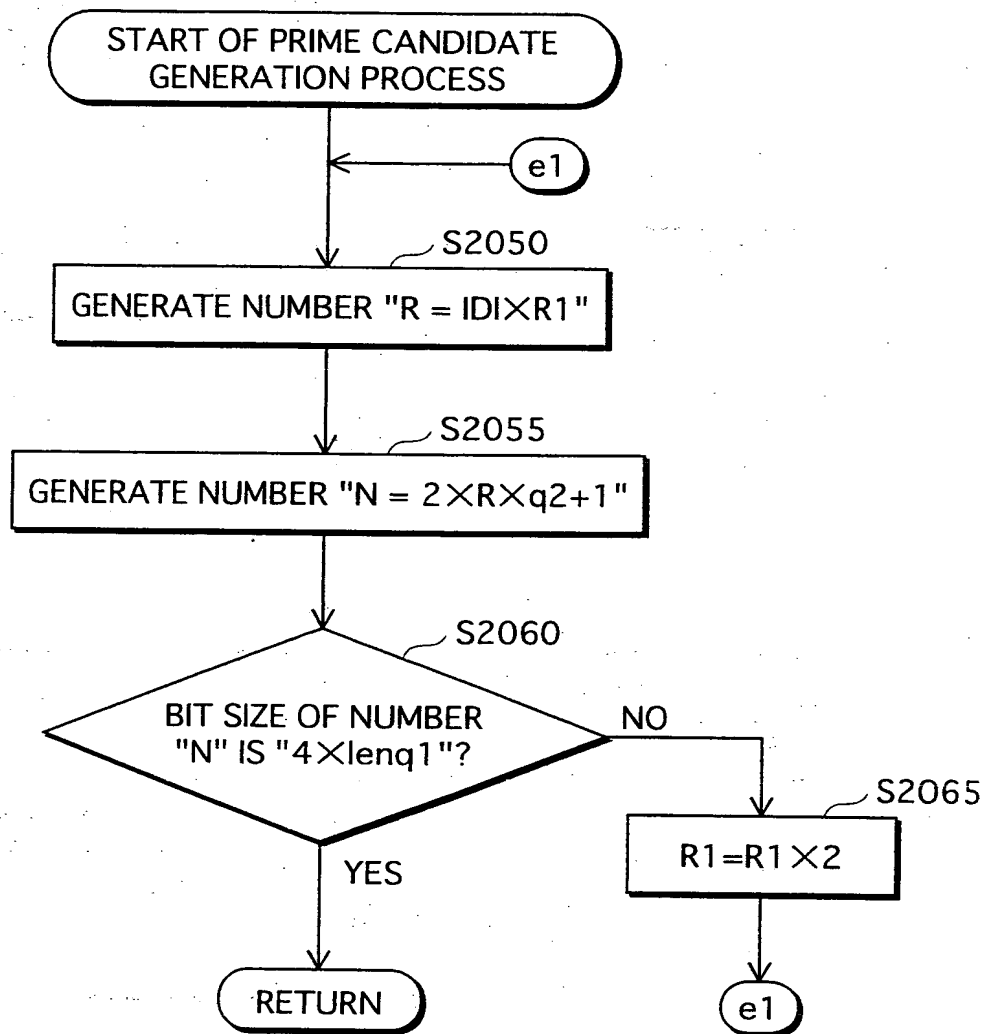 START OF PRIME CANDIDATE
GENERATION PROCESS
e1
S2050
GENERATE NUMBER "R = IDI×R1"
S2055
GENERATE NUMBER "N = 2×R×q2+1"
S2060
BIT SIZE OF NUMBER
"N" IS "4×lenq1"?
NO
S2065
R1=R1×2
YES
RETURN
e1